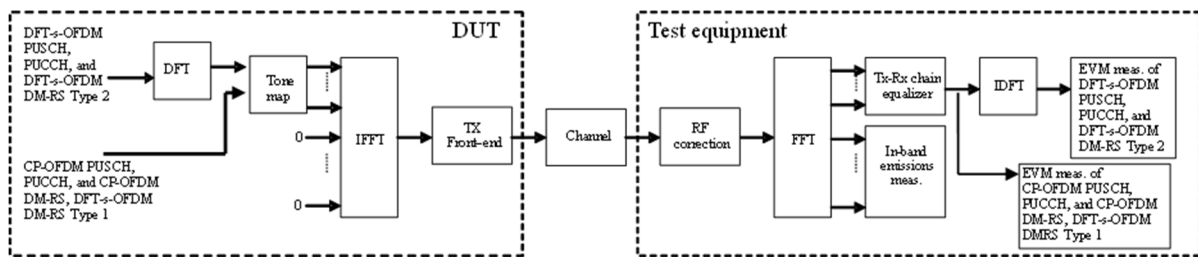 DUT
DFT-s-OFDM
PUSCH,
PUCCH, and
DFT-s-OFDM
DM-RS Type 2
DFT
Tone
map
0
0
IFFT
TX
Front-end
CP-OFDM PUSCH,
PUCCH, and CP-OFDM
DM-RS, DFT-s-OFDM
DM-RS Type 1
Channel
Test equipment
RF
correction
FFT
Tx-Rx chain
equalizer
In-band
emissions
meas.
IDFT
EVM meas. of
DFT-s-OFDM
PUSCH,
PUCCH, and
DFT-s-OFDM
DM-RS Type 2
EVM meas. of
CP-OFDM PUSCH,
PUCCH, and CP-OFDM
DM-RS, DFT-s-OFDM
DMRS Type 1